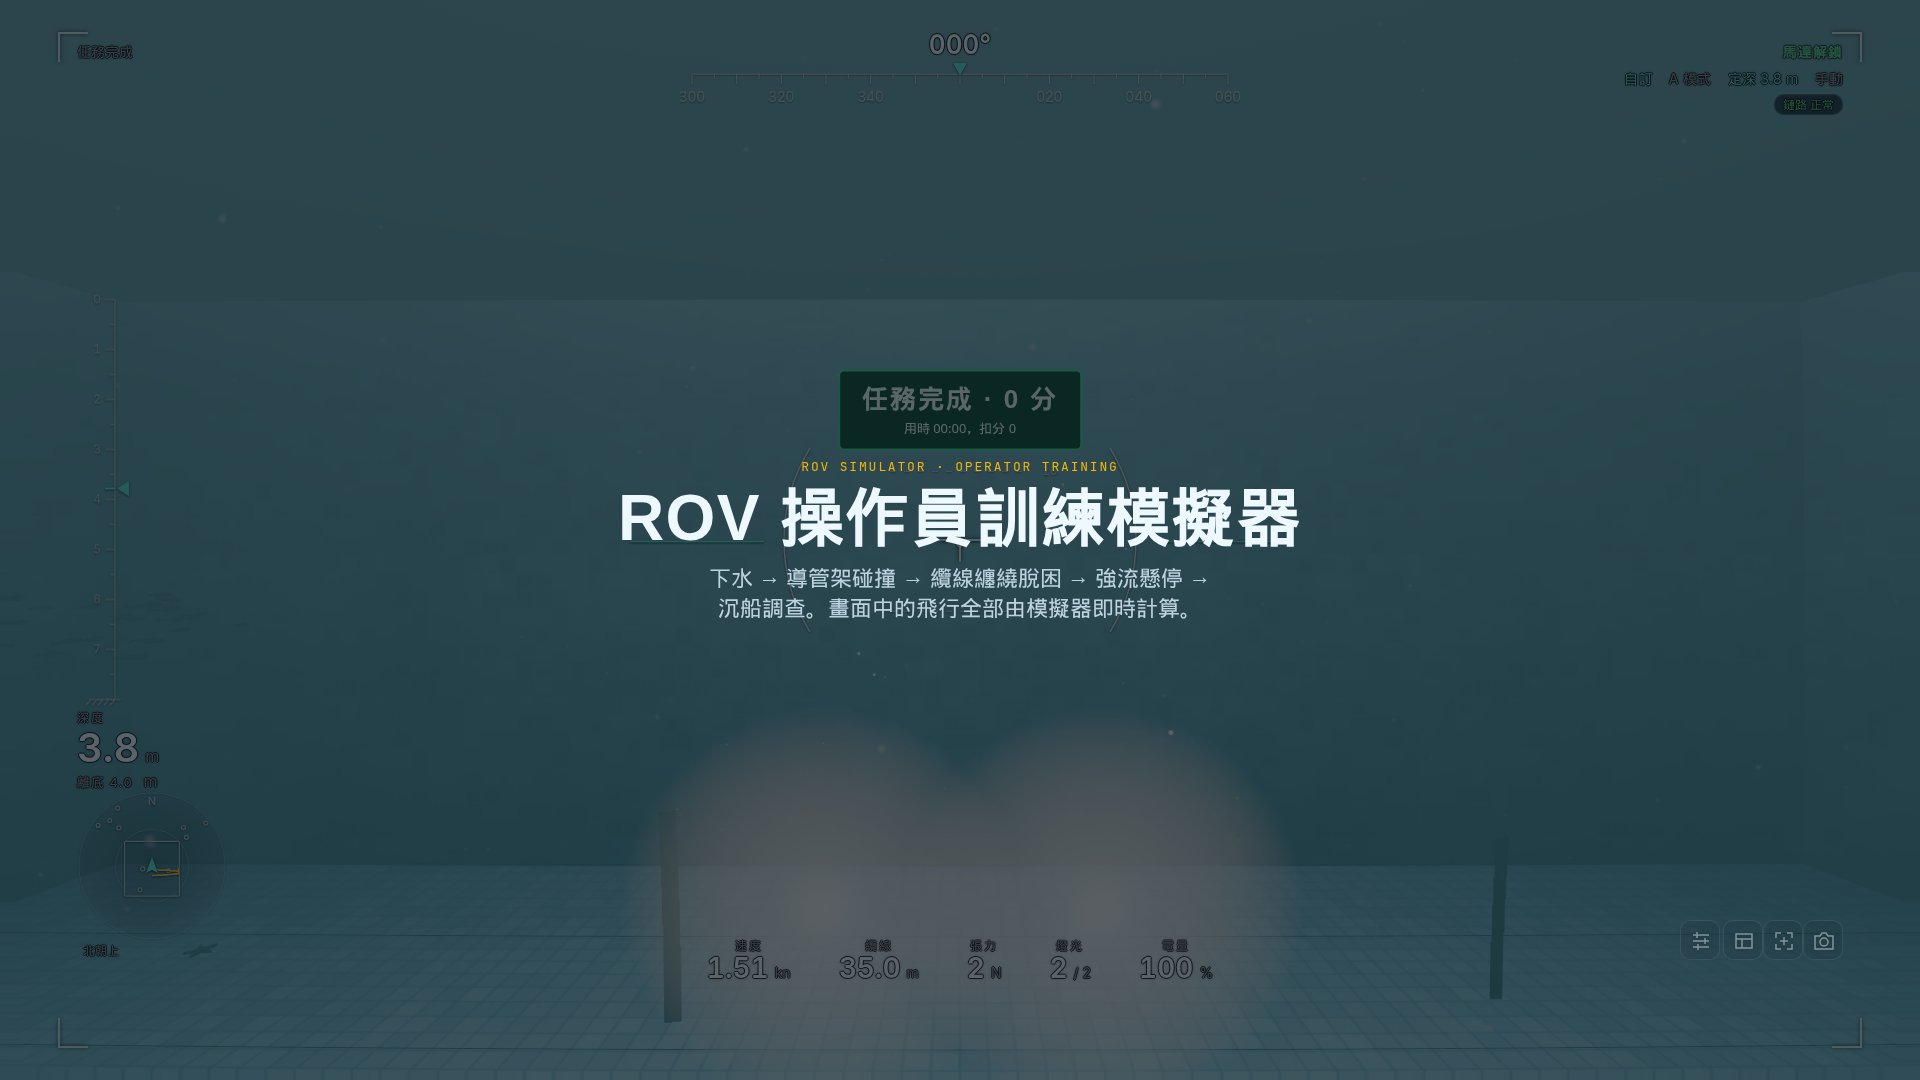 任務完成
000°
300 320 340 020 040 060
馬達解鎖
自訂 A 模式 定深 3.8 m 手動
鏈路 正常
0
1
2
3
4
5
6
7
任務完成 · 0 分
用時 00:00，扣分 0
ROV SIMULATOR · OPERATOR TRAINING
ROV 操作員訓練模擬器
下水 → 導管架碰撞 → 纜線纏繞脫困 → 強流懸停 →
沉船調查。畫面中的飛行全部由模擬器即時計算。
深度
3.8 m
離底 4.0 m
N
北朝上
速度 纜線 張力 燈光 電量
1.51 kn 35.0 m 2 N 2 / 2 100 %